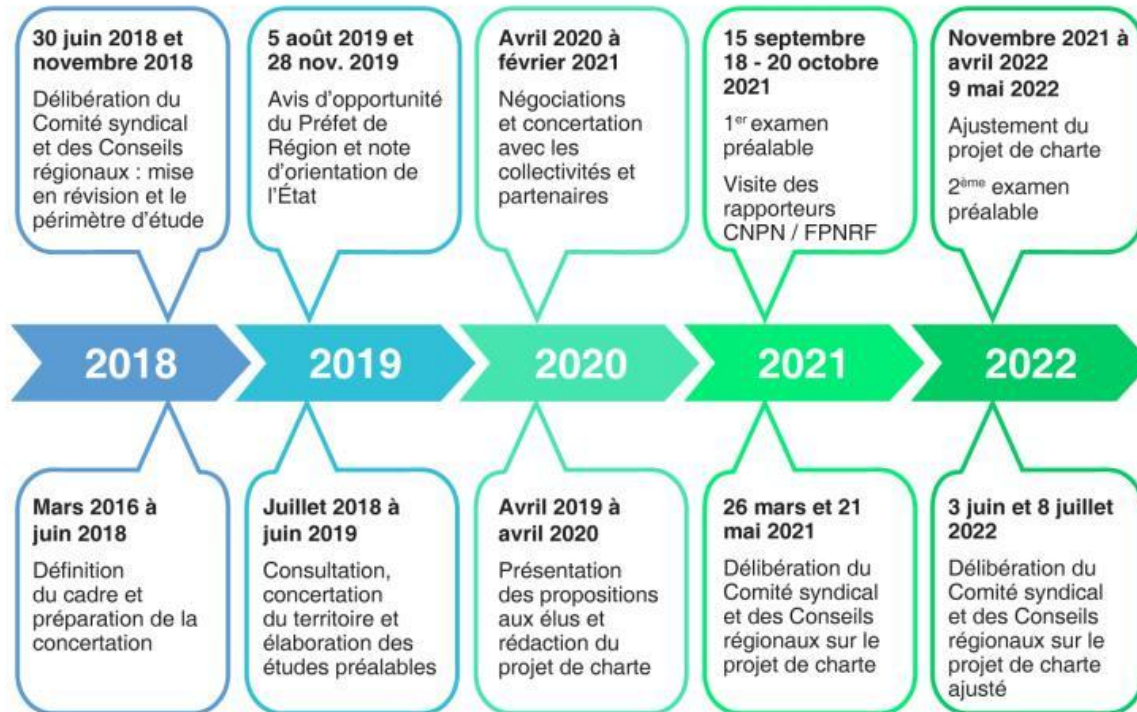 30 juin 2018 et
novembre 2018
Délibération du
Comité syndical
et des Conseils
régionaux : mise
en révision et le
périmètre d'étude
5 août 2019 et
28 nov. 2019
Avis d'opportunité
du Préfet de
Région et note
d'orientation de
l'État
Avril 2020 à
février 2021
Négociations
et concertation
avec les
collectivités et
partenaires
15 septembre
18 - 20 octobre
2021
1er examen
préalable
Visite des
rapporteurs
CNPN / FPNRF
Novembre 2021 à
avril 2022
9 mai 2022
Ajustement du
projet de charte
2ème examen
préalable
2018
2019
2020
2021
2022
Mars 2016 à
juin 2018
Définition
du cadre et
préparation de la
concertation
Juillet 2018 à
juin 2019
Consultation,
concertation
du territoire et
élaboration des
études préalables
Avril 2019 à
avril 2020
Présentation
des propositions
aux élus et
rédaction du
projet de charte
26 mars et 21
mai 2021
Délibération du
Comité syndical
et des Conseils
régionaux sur le
projet de charte
3 juin et 8 juillet
2022
Délibération du
Comité syndical
et des Conseils
régionaux sur le
projet de charte
ajusté